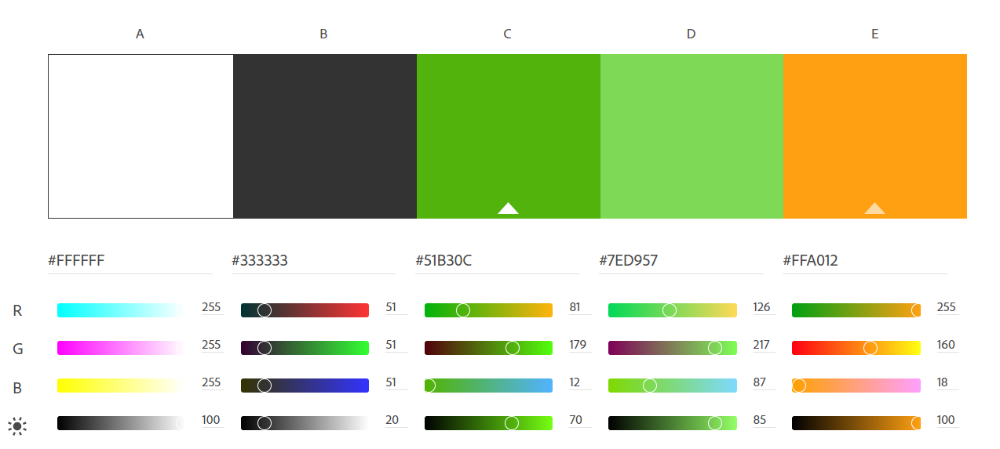 A B C D E
#FFFFFF #333333 #51B30C #7ED957 #FFA012
R 255 51 81 126 255
G 255 51 179 217 160
B 255 51 12 87 18
100 20 70 85 100